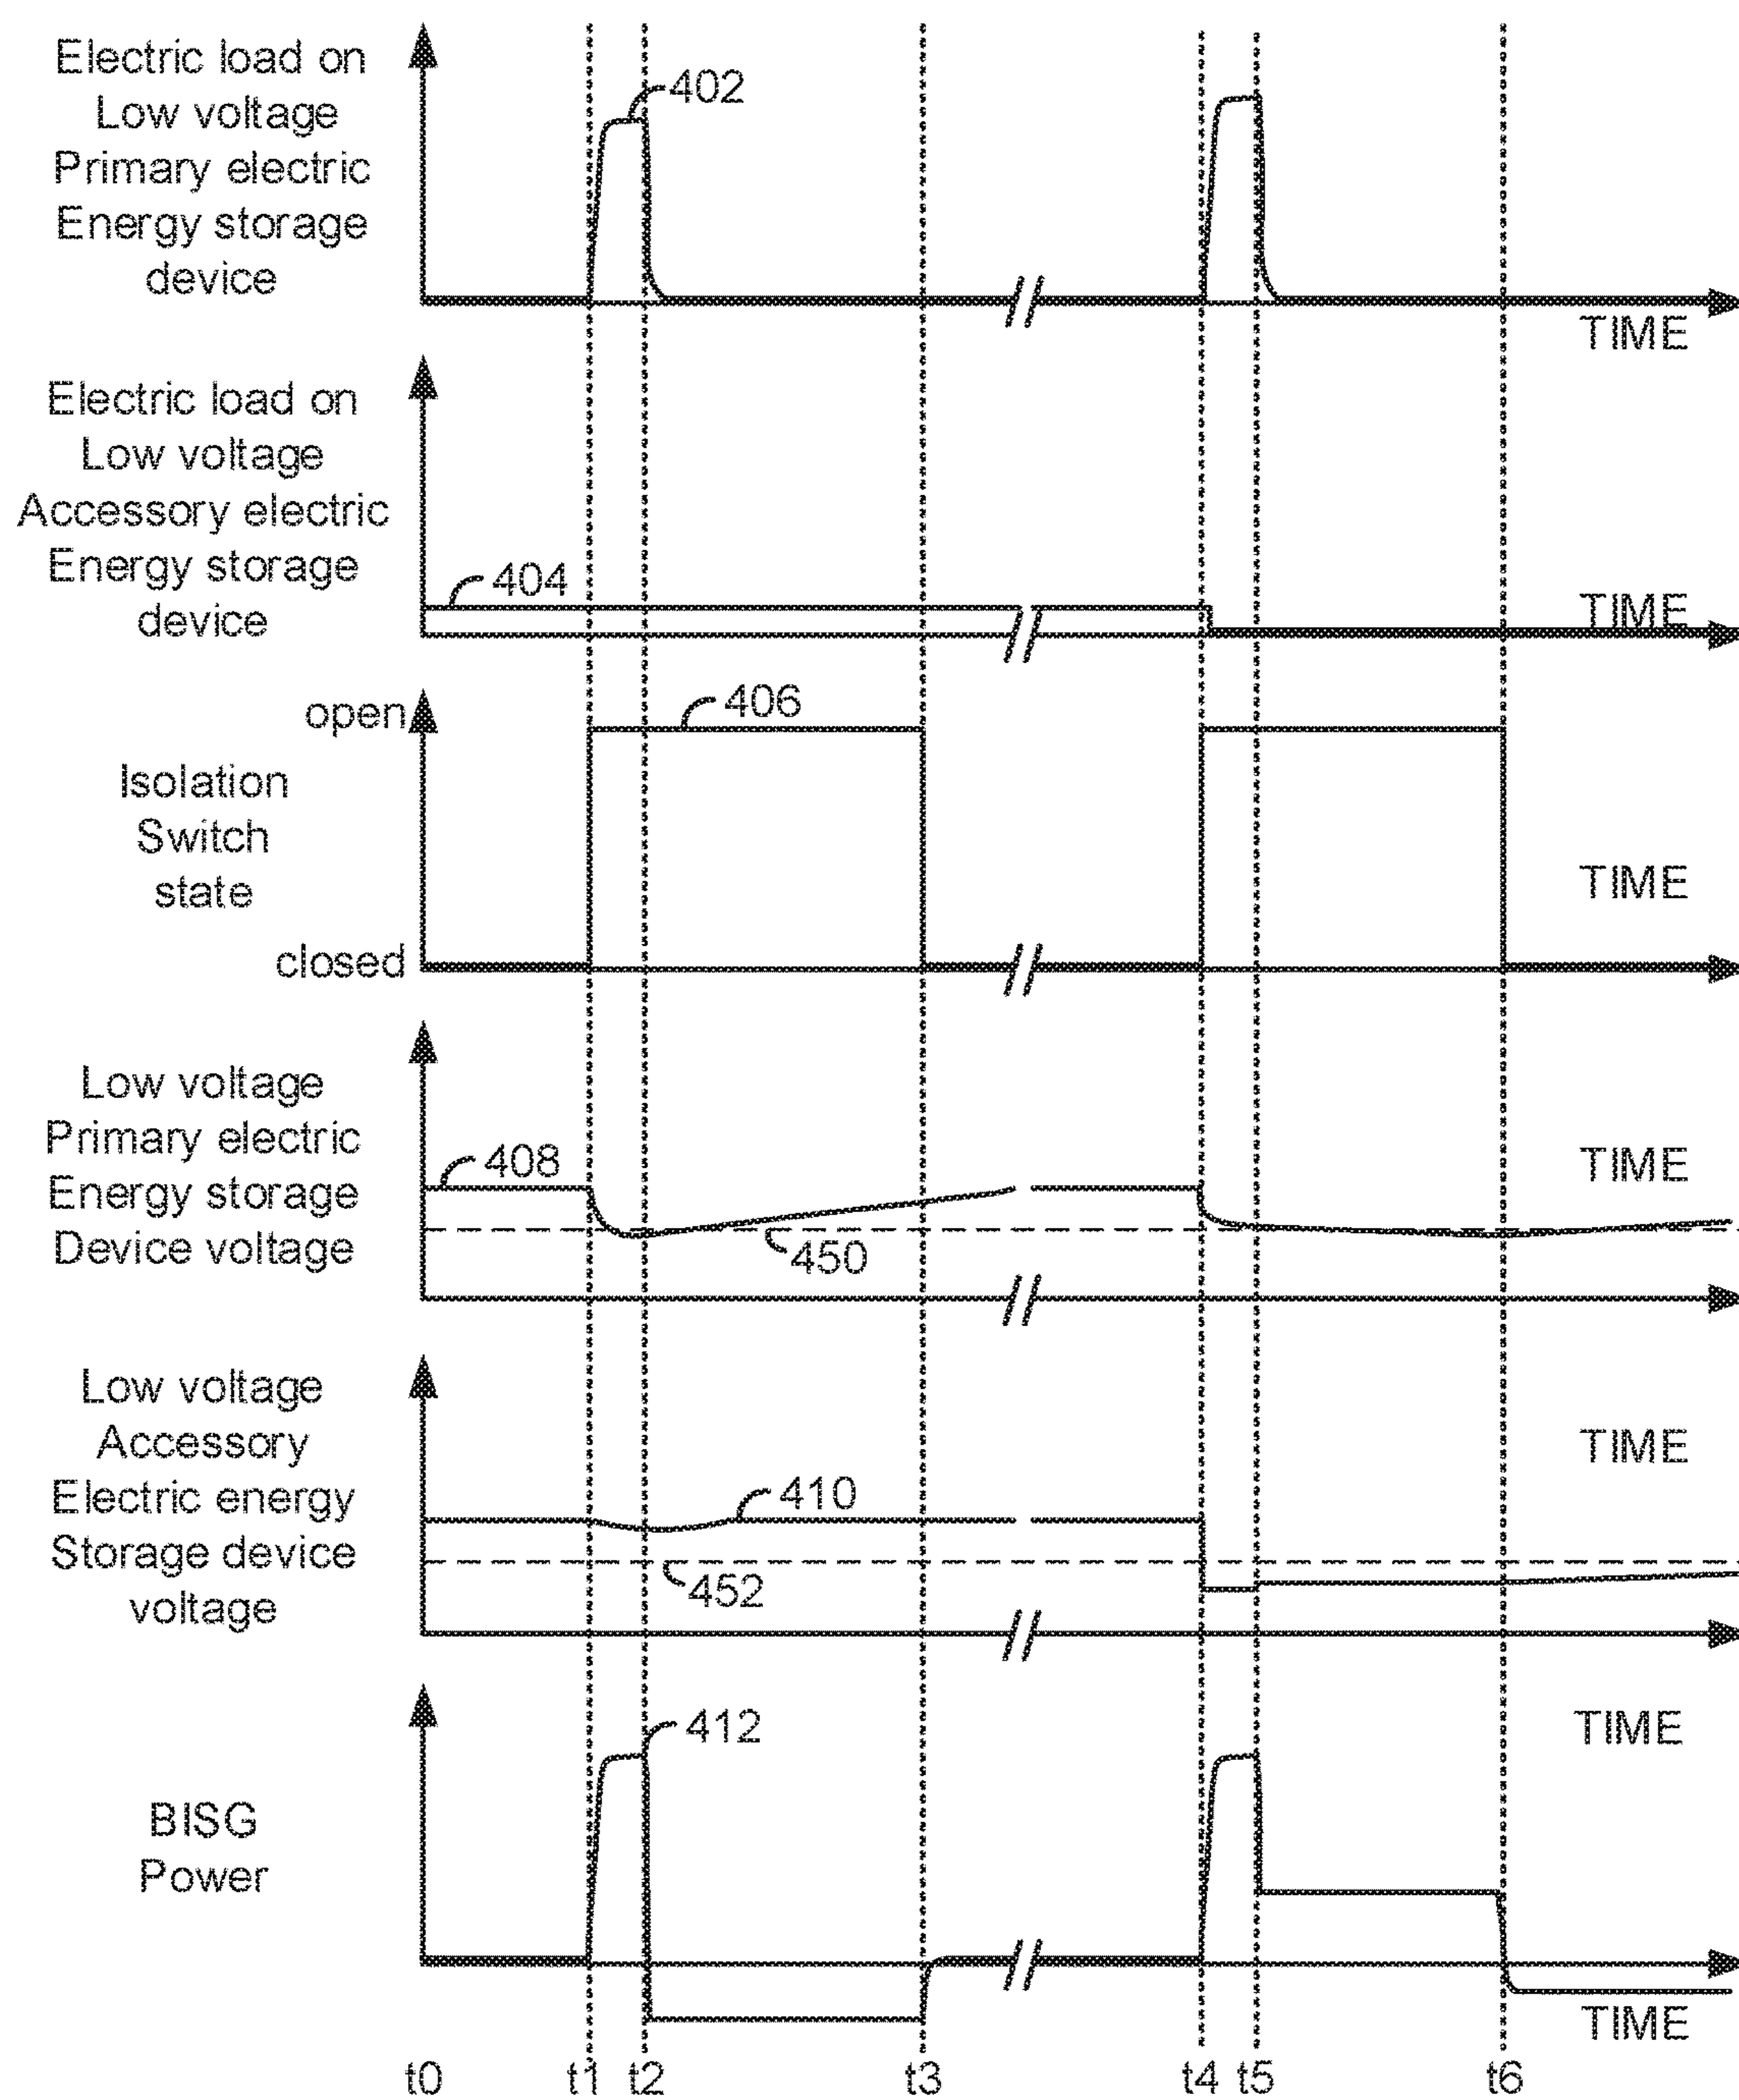 Electric load on
Low voltage
Primary electric
Energy storage
device
402
TIME
Electric load on
Low voltage
Accessory electric
Energy storage
device
404
TIME
open
406
Isolation
Switch
state
TIME
closed
Low voltage
Primary electric
Energy storage
Device voltage
408
TIME
450
Low voltage
Accessory
Electric energy
Storage device
voltage
410
TIME
452
412
TIME
BISG
Power
TIME
t0 t1 t2 t3 t4 t5 t6